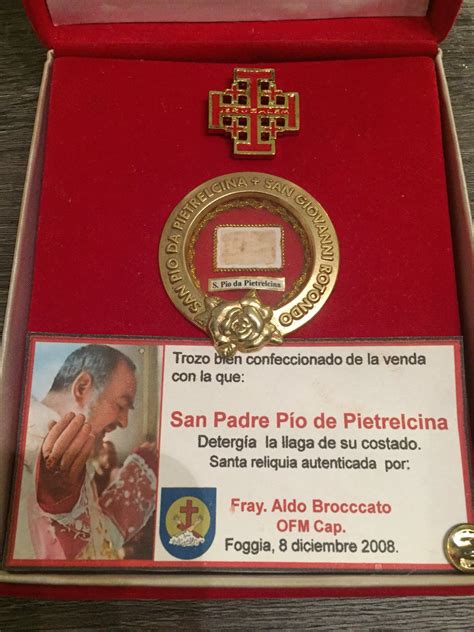 JERUSALEM
SAN PIO DA PIETRELCINA + SAN GIOVANNI ROTONDO
S. Pio da Pietrelcina
Trozo bien confeccionado de la venda
con la que:
San Padre Pío de Pietrelcina
Detergía la llaga de su costado.
Santa reliquia autenticada por:
Fray. Aldo Brocccato
OFM Cap.
Foggia, 8 diciembre 2008.